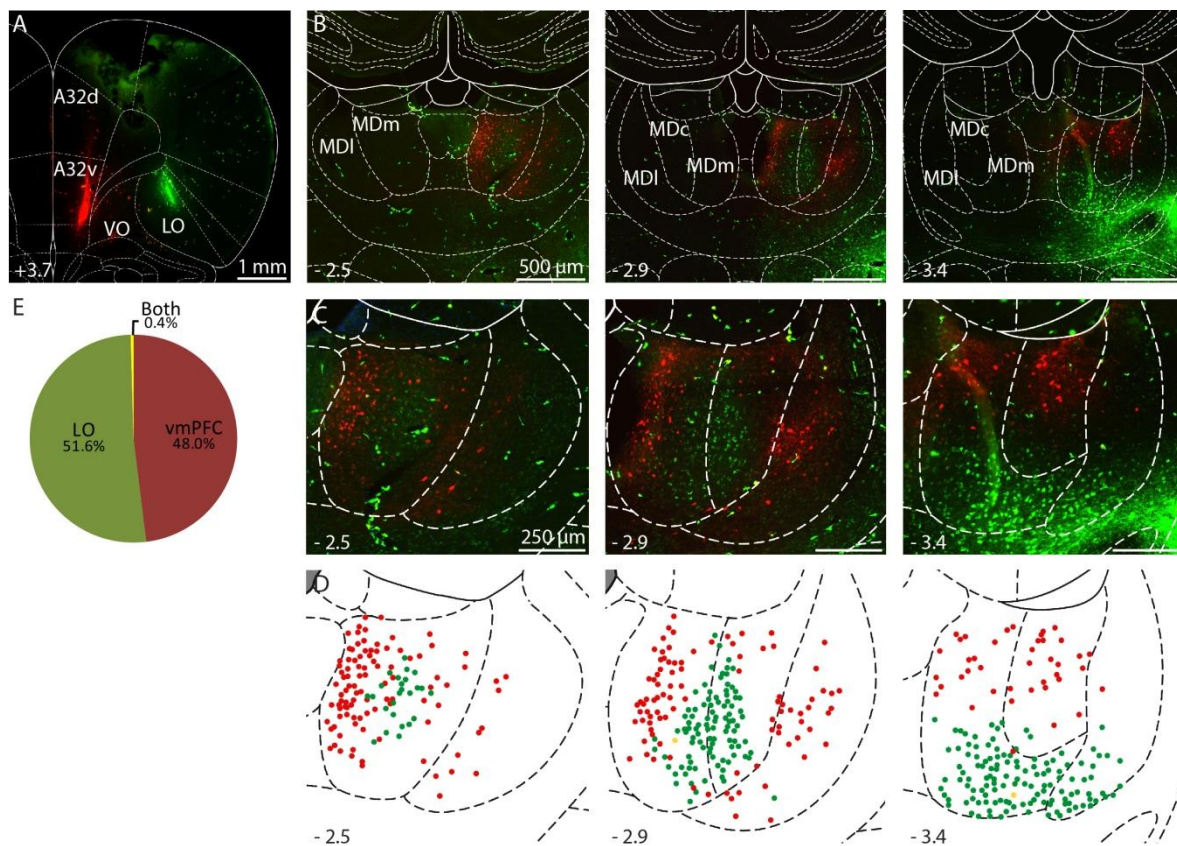 A
A32d
A32v
VO
LO
+3.7
1 mm
B
MDm
MDl
- 2.5
500 µm
MDc
MDl
MDm
- 2.9
MDc
MDl
MDm
- 3.4
E
Both
0.4%
LO
51.6%
vmPFC
48.0%
C
- 2.5
250 µm
- 2.9
- 3.4
D
- 2.5
- 2.9
- 3.4